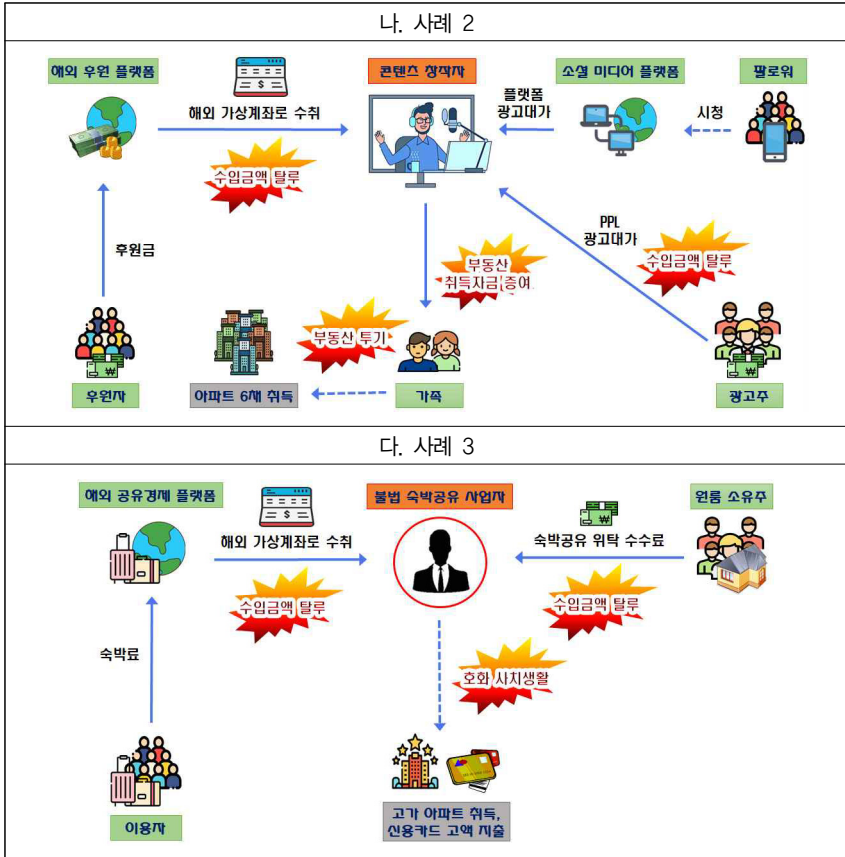 나. 사례 2
해외 후원 플랫폼
콘텐츠 창작자
소셜 미디어 플랫폼
팔로워
해외 가상계좌로 수취
플랫폼
광고대가
시청
수입금액 탈루
후원금
PPL
광고대가
수입금액 탈루
부동산
취득자금 증여
부동산 투기
후원자
아파트 6채 취득
가족
광고주
다. 사례 3
해외 공유경제 플랫폼
불법 숙박공유 사업자
원룸 소유주
해외 가상계좌로 수취
숙박공유 위탁 수수료
수입금액 탈루
수입금액 탈루
숙박료
호화 사치생활
이용자
고가 아파트 취득,
신용카드 고액 지출